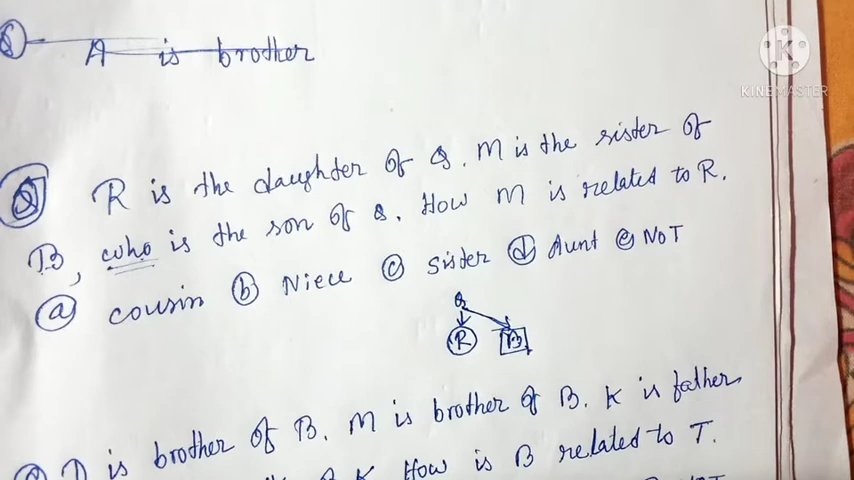 Q A is brother
K
KINEMASTER
Q R is the daughter of Q. M is the sister of
B, who is the son of Q. How M is related to R.
a cousin b Niece c Sister d Aunt e NOT
Q
R B
Q D is brother of B. M is brother of B. K is father
K How is B related to T.
NOT